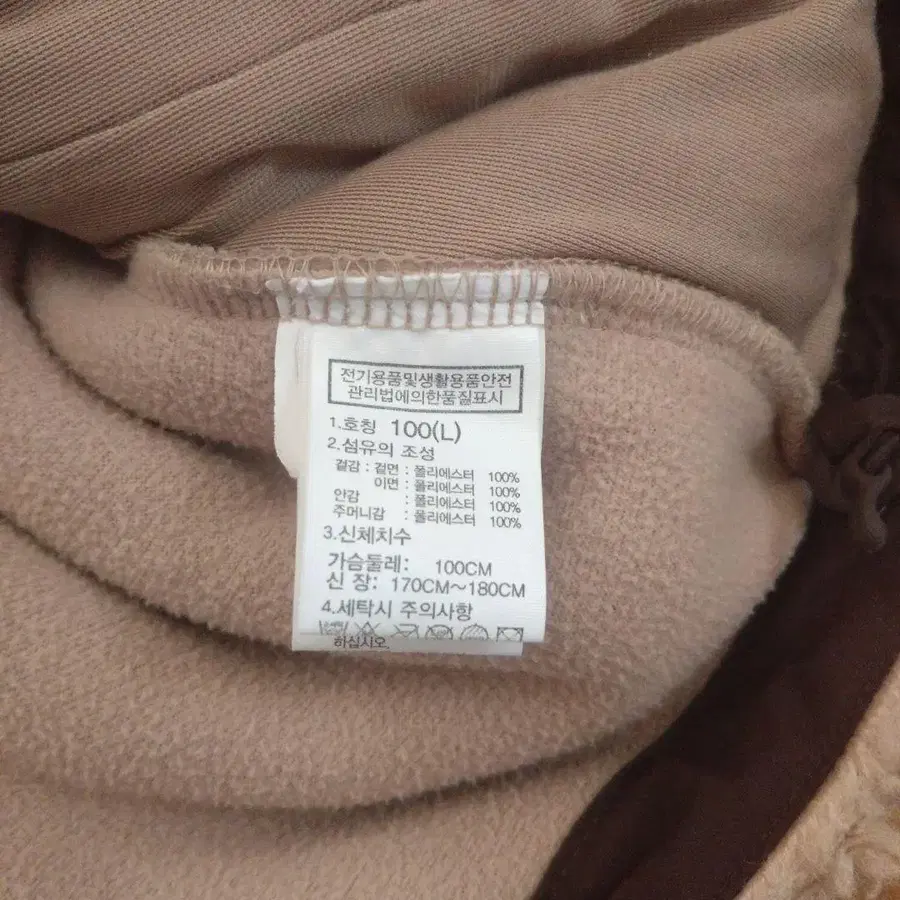 전기용품및생활용품안전
관리법에의한품질표시
1.호칭 100(L)
2.섬유의 조성
겉감 : 겉면 : 폴리에스터 100%
이면 : 폴리에스터 100%
안감 : 폴리에스터 100%
주머니감 : 폴리에스터 100%
3.신체치수
가슴둘레: 100CM
신 장: 170CM~180CM
4.세탁시 주의사항
하십시오.